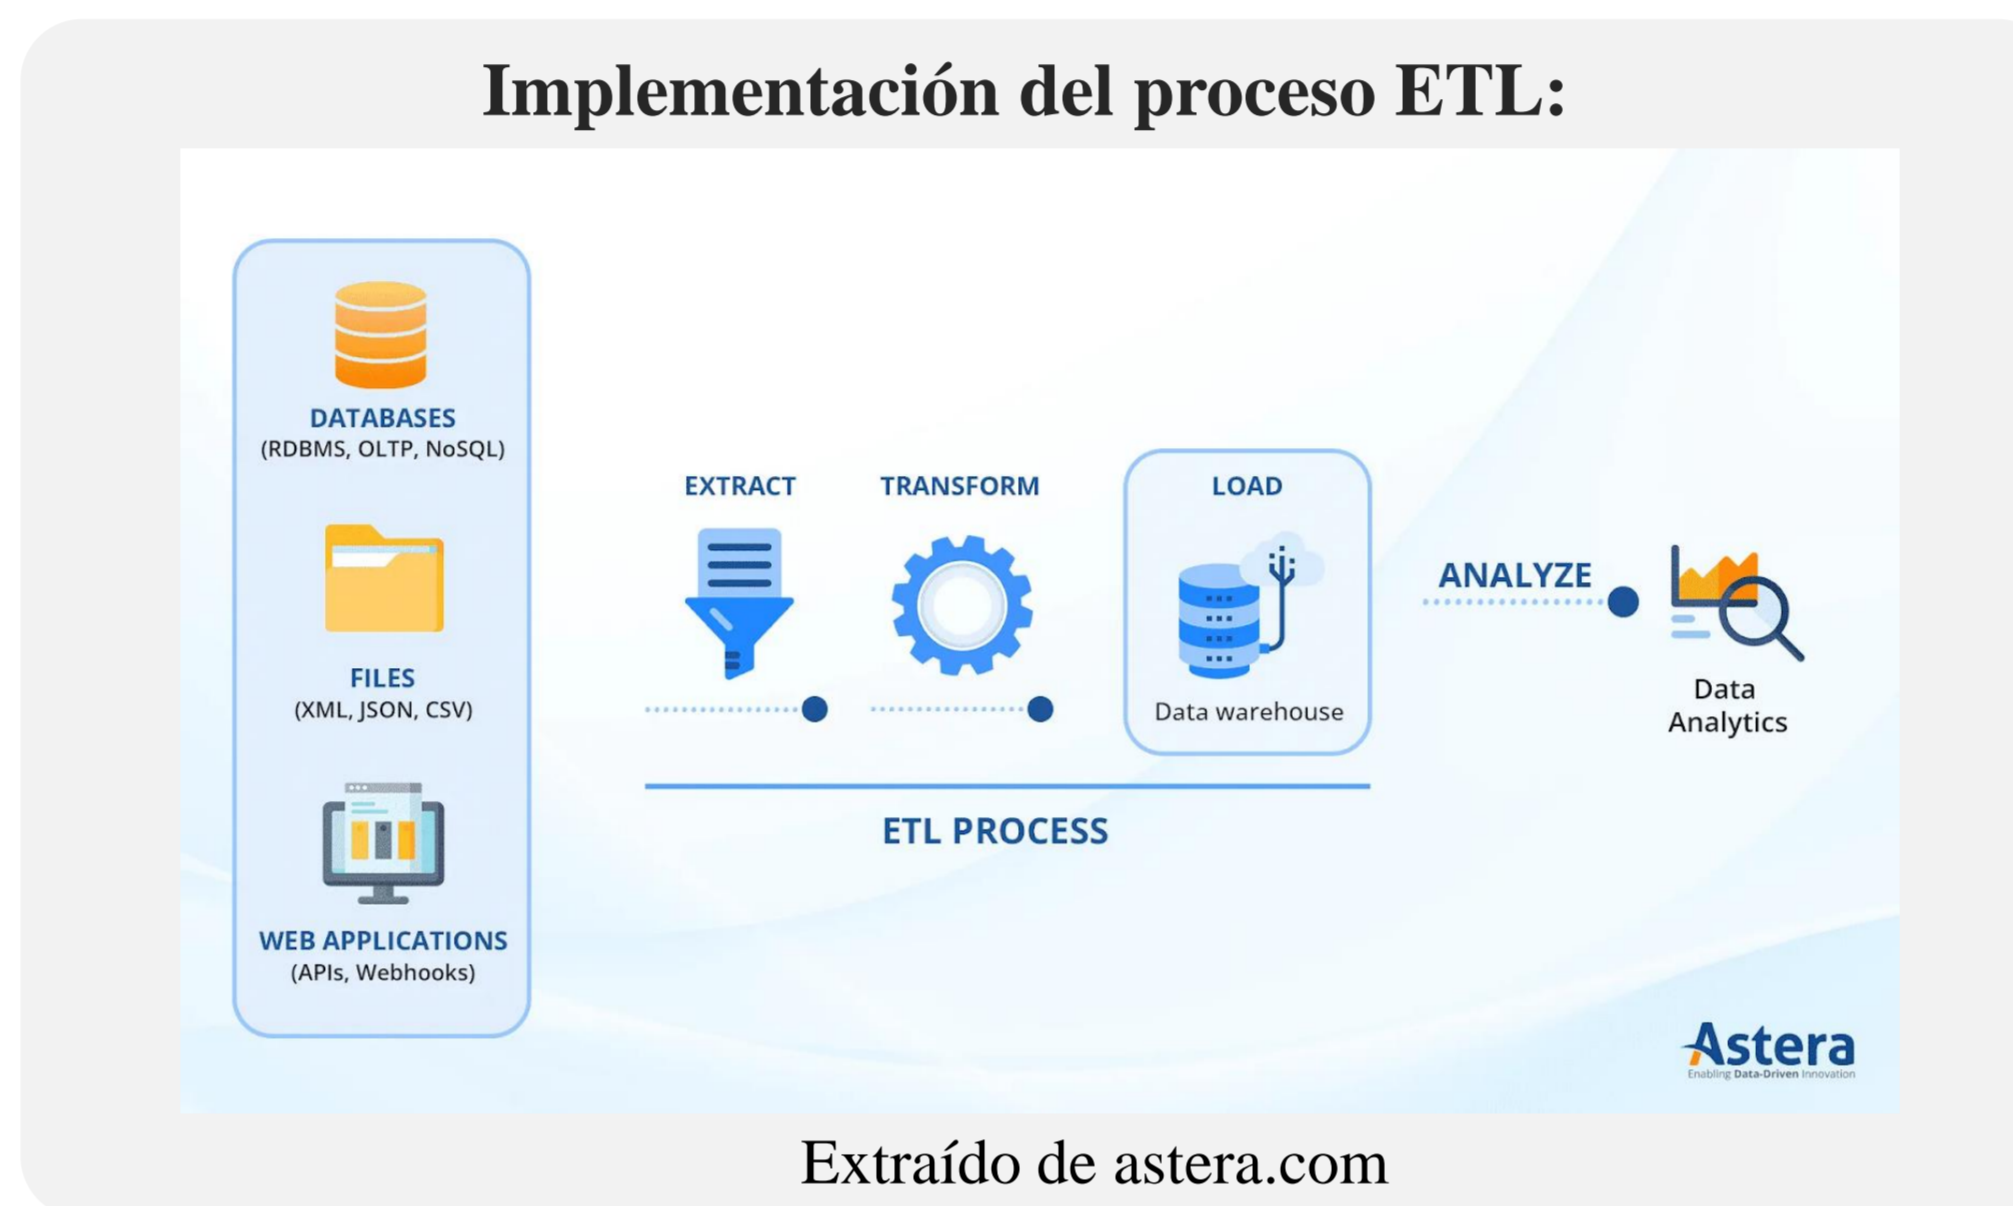 Implementación del proceso ETL:
DATABASES
(RDBMS, OLTP, NoSQL)
FILES
(XML, JSON, CSV)
WEB APPLICATIONS
(APIs, Webhooks)
EXTRACT
TRANSFORM
LOAD
Data warehouse
ETL PROCESS
ANALYZE
Data
Analytics
Astera
Enabling Data-Driven Innovation
Extraído de astera.com